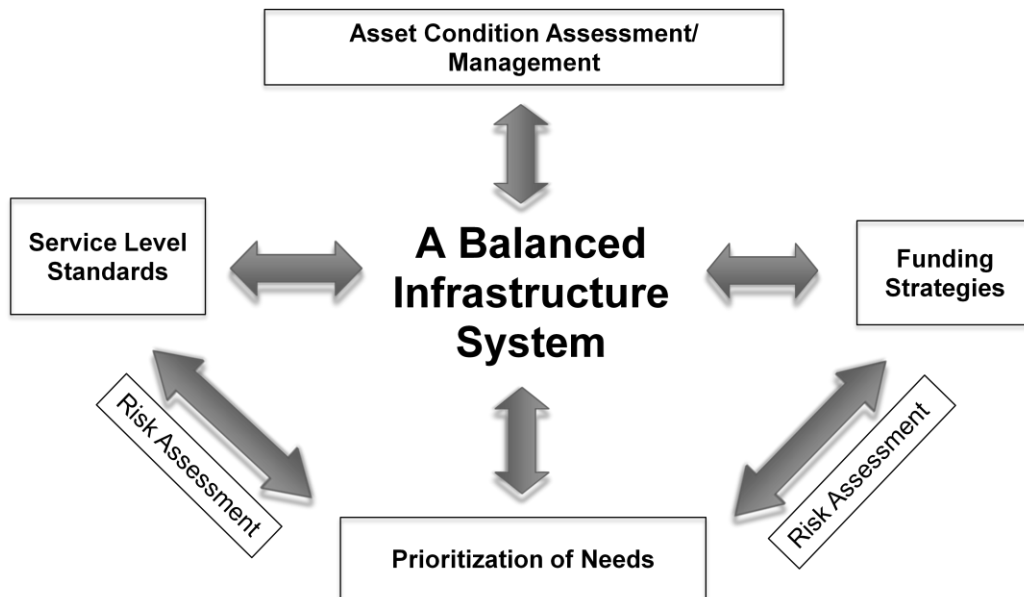 Asset Condition Assessment/
Management
Service Level
Standards
A Balanced
Infrastructure
System
Funding
Strategies
Risk Assessment
Risk Assessment
Prioritization of Needs